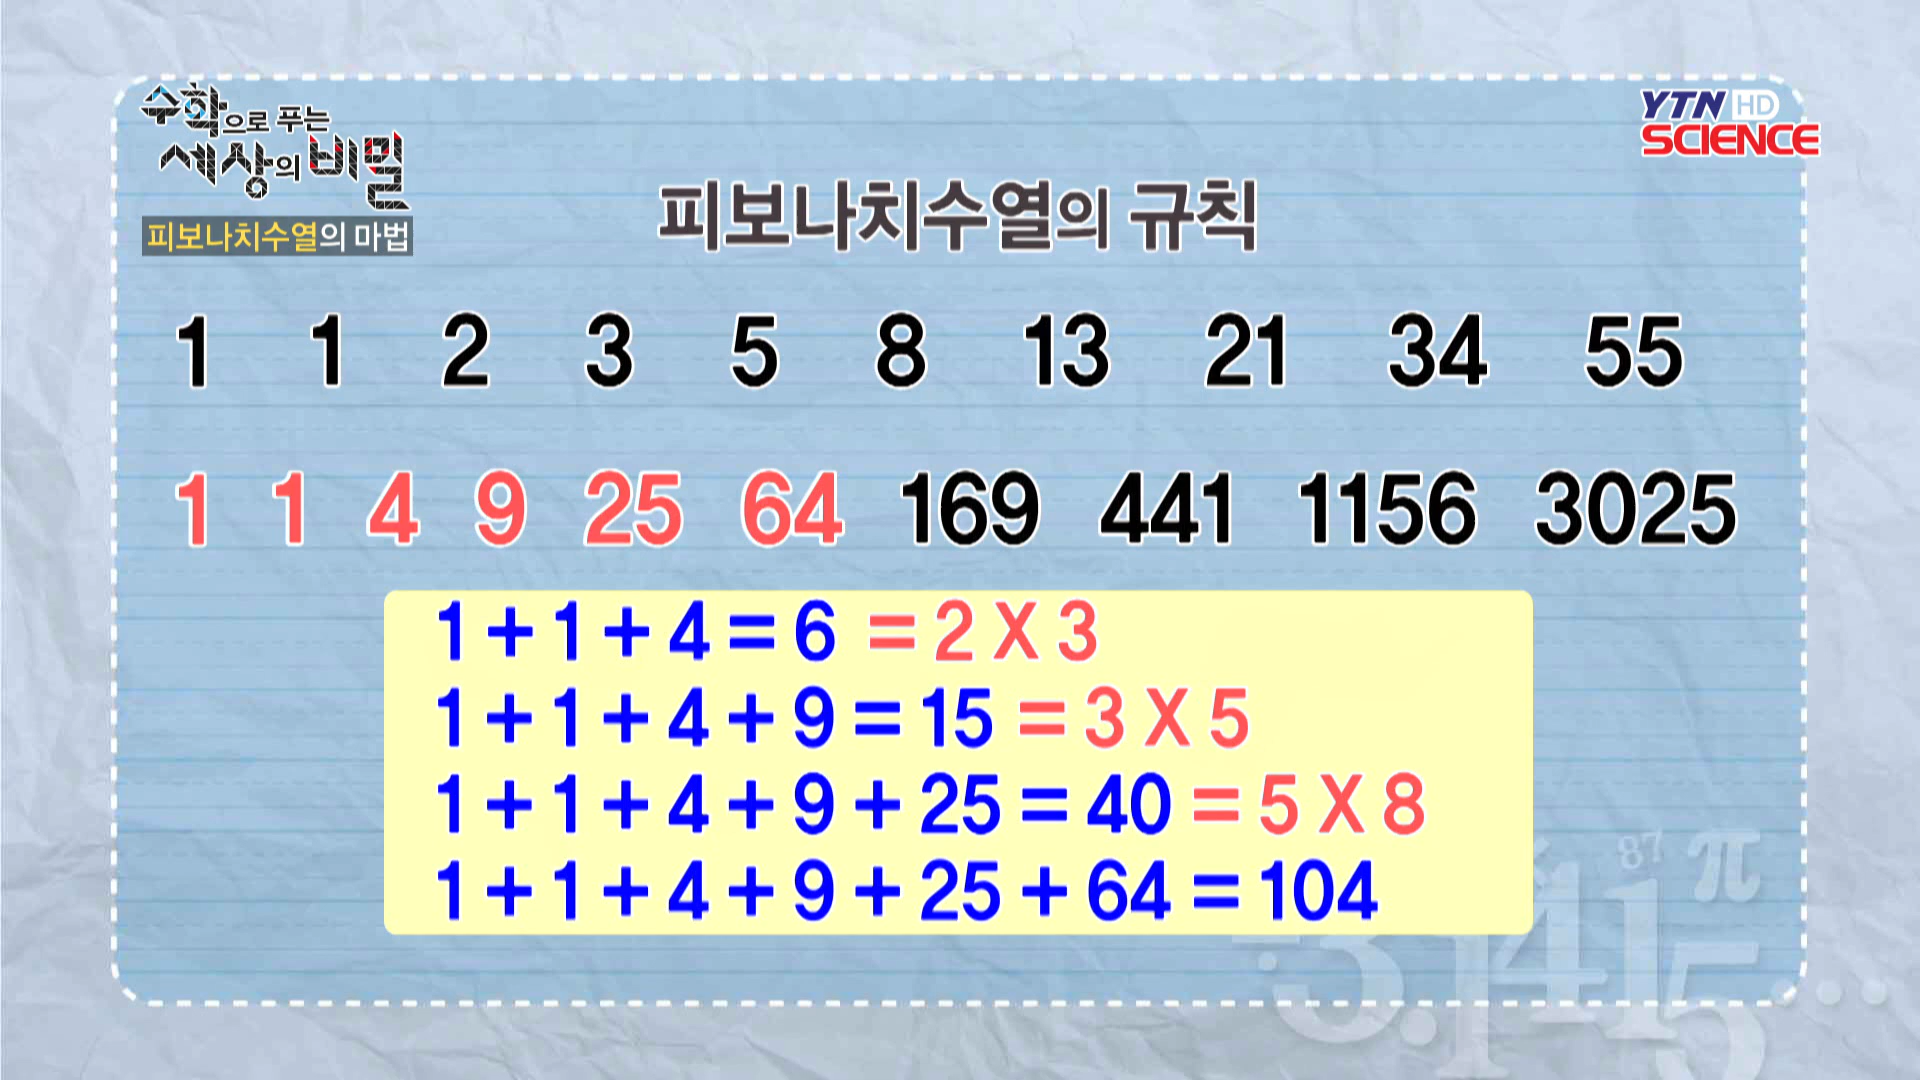 수학으로 푸는
세상의 비밀
피보나치수열의 마법
YTN HD
SCIENCE
피보나치수열의 규칙
1 1 2 3 5 8 13 21 34 55
1 1 4 9 25 64 169 441 1156 3025
1 + 1 + 4 = 6 = 2 X 3
1 + 1 + 4 + 9 = 15 = 3 X 5
1 + 1 + 4 + 9 + 25 = 40 = 5 X 8
1 + 1 + 4 + 9 + 25 + 64 = 104
87 π
3.1415...